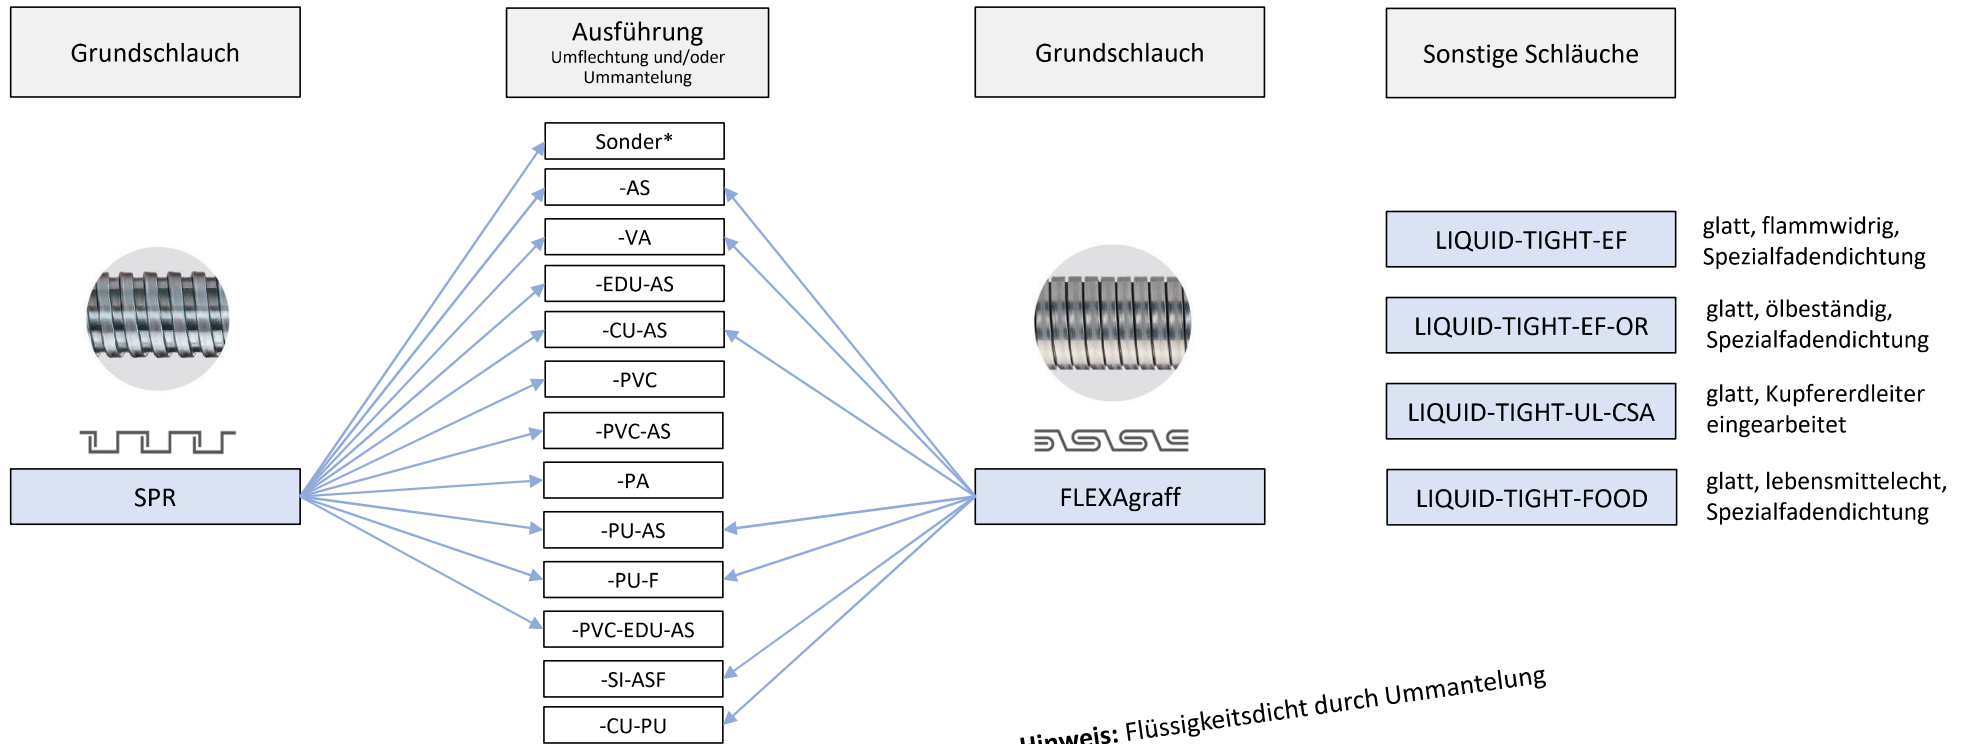 Grundschlauch
Ausführung
Umflechtung und/oder
Ummantelung
Grundschlauch
Sonstige Schläuche
Sonder*
-AS
-VA
-EDU-AS
-CU-AS
-PVC
-PVC-AS
-PA
-PU-AS
-PU-F
-PVC-EDU-AS
-SI-ASF
-CU-PU
SPR
FLEXAgraff
LIQUID-TIGHT-EF
glatt, flammwidrig,
Spezialfadendichtung
LIQUID-TIGHT-EF-OR
glatt, ölbeständig,
Spezialfadendichtung
LIQUID-TIGHT-UL-CSA
glatt, Kupfererdleiter
eingearbeitet
LIQUID-TIGHT-FOOD
glatt, lebensmittelecht,
Spezialfadendichtung
Hinweis: Flüssigkeitsdicht durch Ummantelung